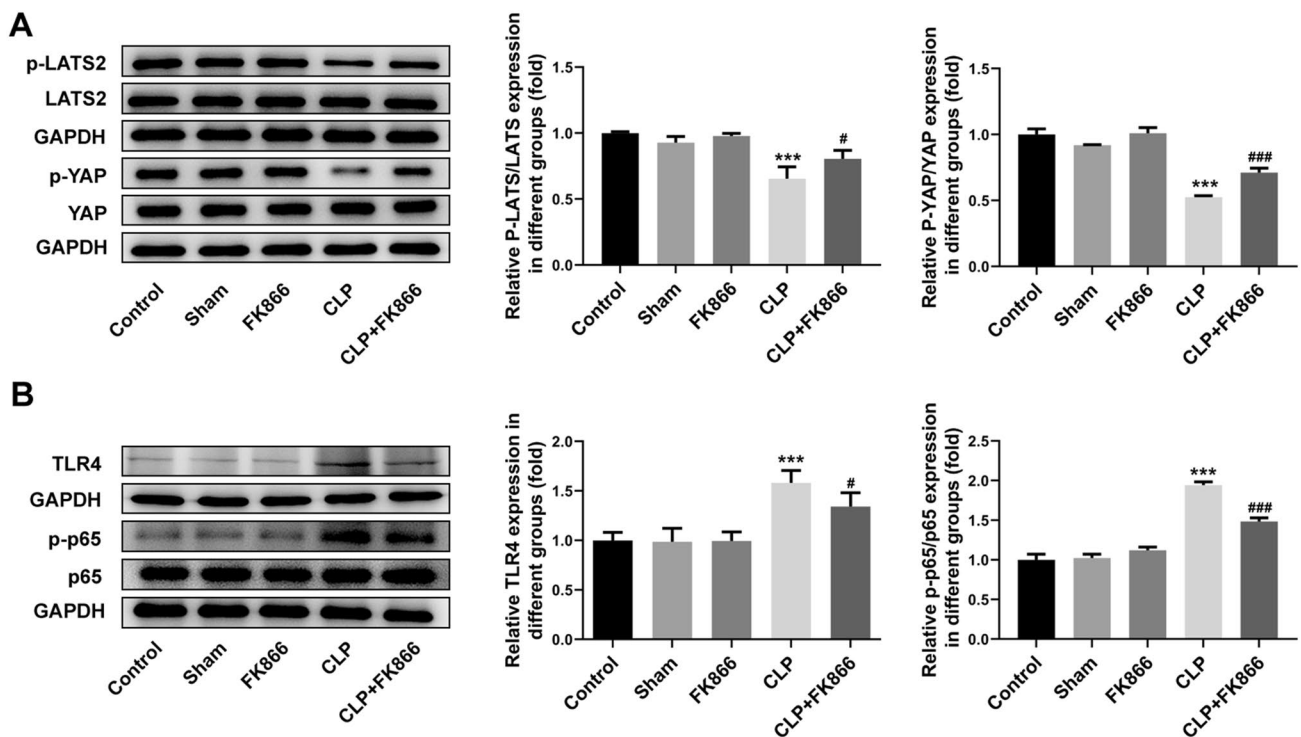 A
p-LATS2
LATS2
GAPDH
p-YAP
YAP
GAPDH
Control
Sham
FK866
CLP
CLP+FK866
Relative P-LATS/LATS expression
in different groups (fold)
1.5
1.0
0.5
0.0
***
#
Control
Sham
FK866
CLP
CLP+FK866
Relative P-YAP/YAP expression
in different groups (fold)
1.5
1.0
0.5
0.0
***
###
Control
Sham
FK866
CLP
CLP+FK866
B
TLR4
GAPDH
p-p65
p65
GAPDH
Control
Sham
FK866
CLP
CLP+FK866
Relative TLR4 expression in
different groups (fold)
2.0
1.5
1.0
0.5
0.0
***
#
Control
Sham
FK866
CLP
CLP+FK866
Relative p-p65/p65 expression
in different groups (fold)
2.5
2.0
1.5
1.0
0.5
0.0
***
###
Control
Sham
FK866
CLP
CLP+FK866